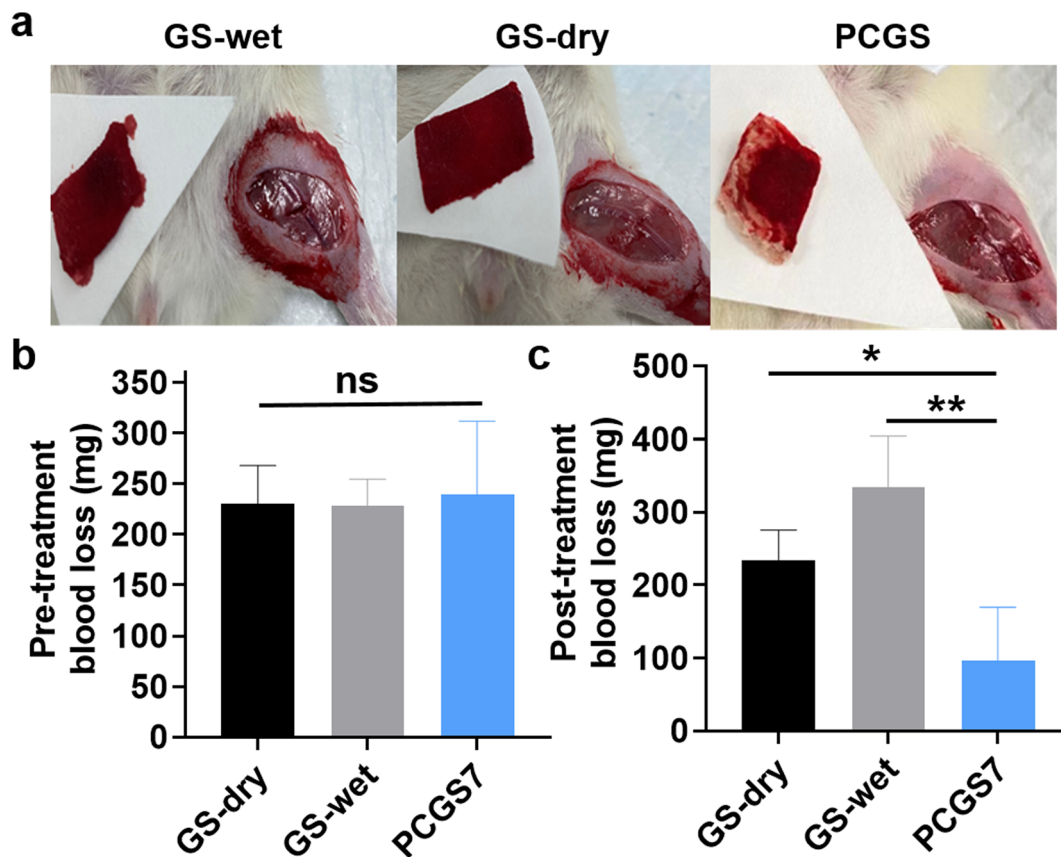 a
GS-wet GS-dry PCGS
b
Pre-treatment
blood loss (mg)
350
300
250
200
150
100
50
0
ns
GS-dry GS-wet PCGS7
c
Post-treatment
blood loss (mg)
500
400
300
200
100
0
*
**
GS-dry GS-wet PCGS7